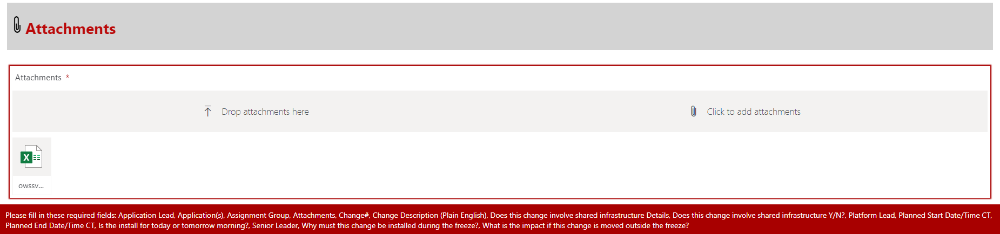 Attachments
Attachments *
Drop attachments here
Click to add attachments
X
owssv...
Please fill in these required fields: Application Lead, Application(s), Assignment Group, Attachments, Change#, Change Description (Plain English), Does this change involve shared infrastructure Details, Does this change involve shared infrastructure Y/N?, Platform Lead, Planned Start Date/Time CT,
Planned End Date/Time CT, Is the install for today or tomorrow morning?, Senior Leader, Why must this change be installed during the freeze?, What is the impact if this change is moved outside the freeze?